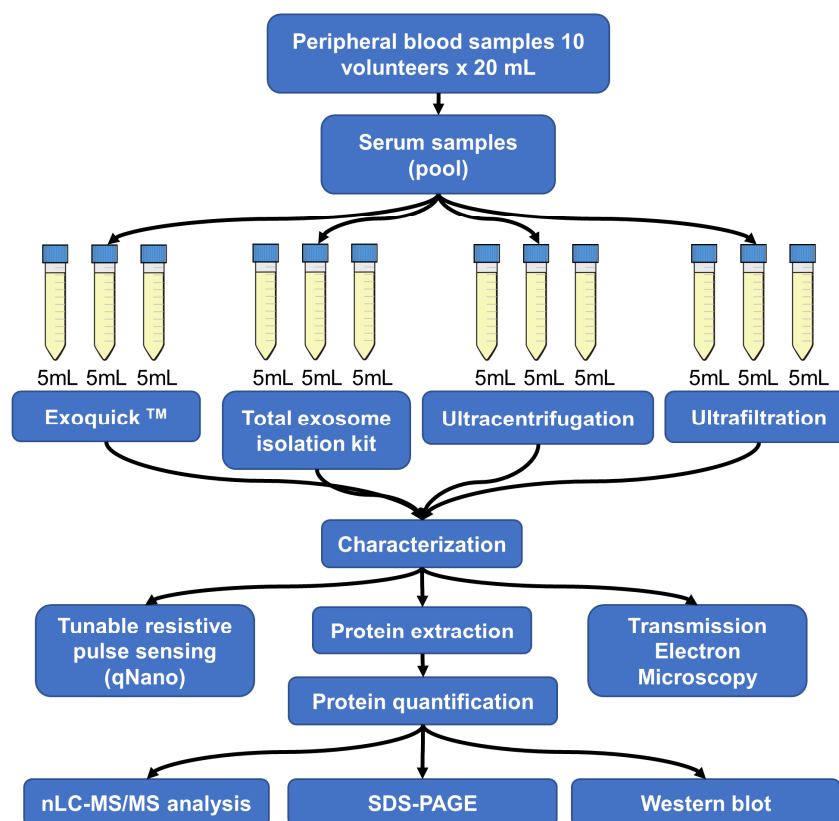 Peripheral blood samples 10
volunteers x 20 mL
Serum samples
(pool)
5mL 5mL 5mL
5mL 5mL 5mL
5mL 5mL 5mL
5mL 5mL 5mL
Exoquick ™
Total exosome
isolation kit
Ultracentrifugation
Ultrafiltration
Characterization
Tunable resistive
pulse sensing
(qNano)
Protein extraction
Transmission
Electron
Microscopy
Protein quantification
nLC-MS/MS analysis
SDS-PAGE
Western blot